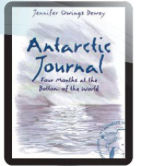 Jennifer Owings Dewey
Antarctic
Journal
Four Months at the
Bottom of the World